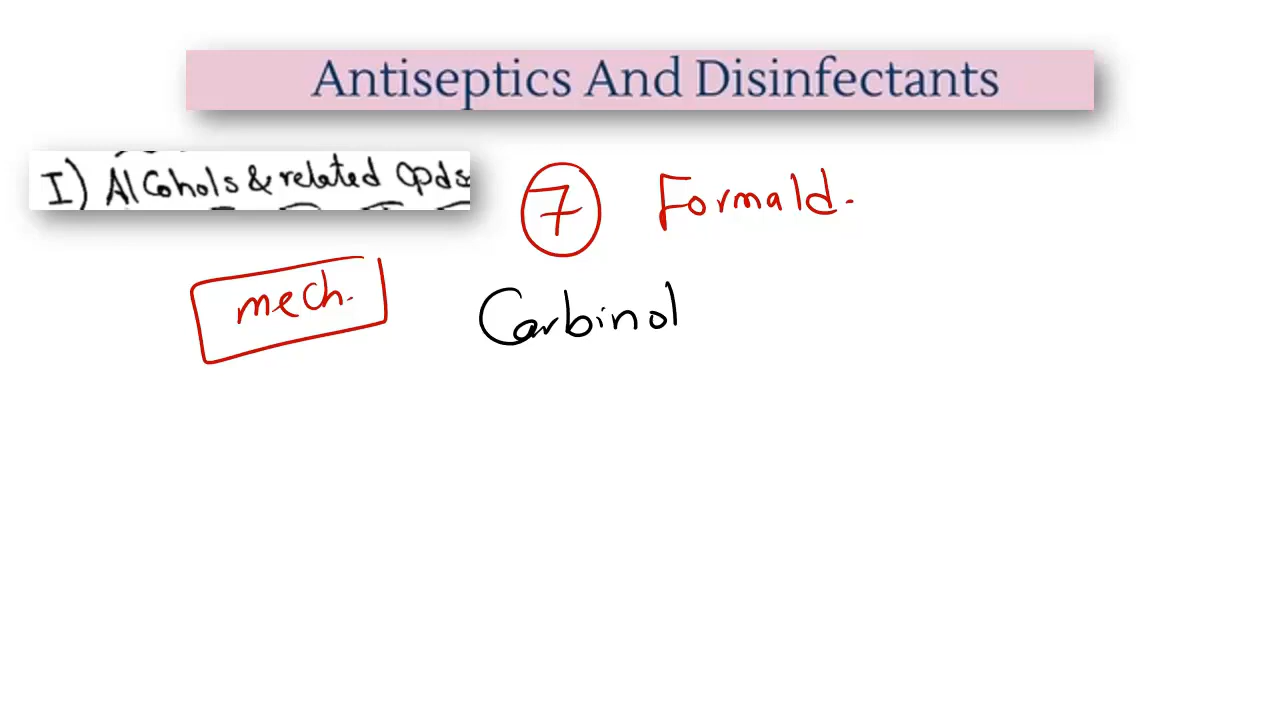 Antiseptics And Disinfectants
I) Alcohols & related Cpds
7 Formald.
mech.
Carbinol